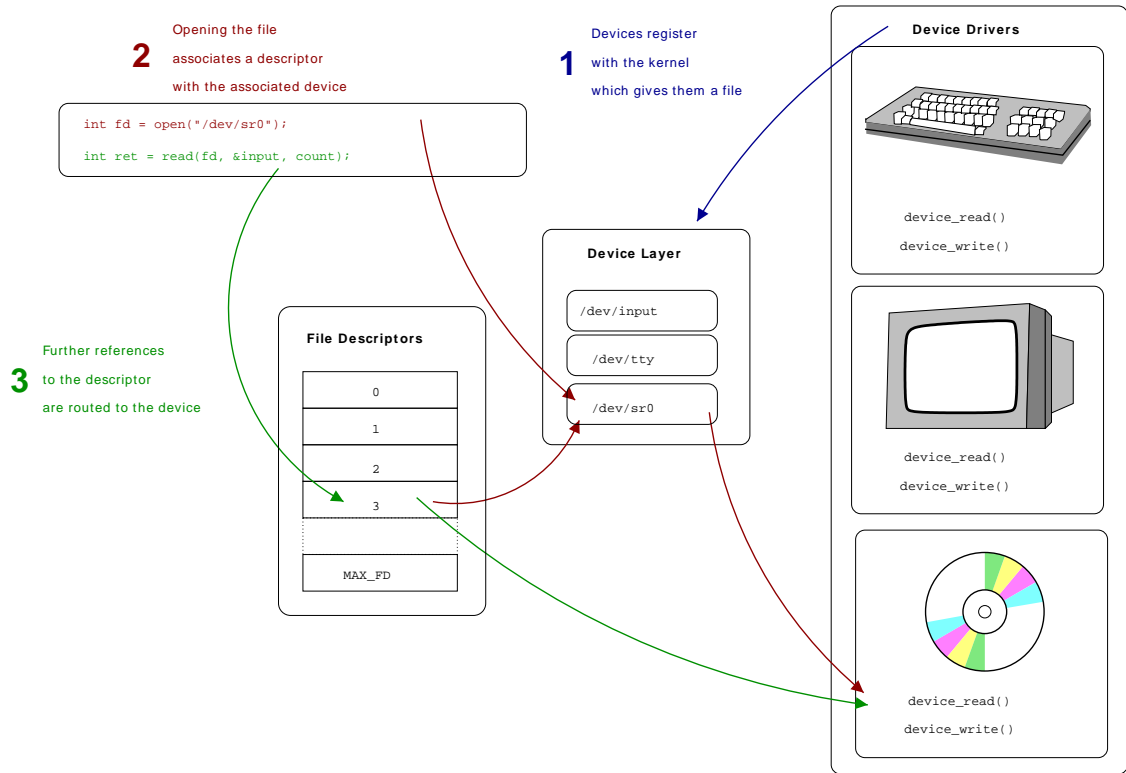 2
Opening the file
associates a descriptor
with the associated device
int fd = open("/dev/sr0");
int ret = read(fd, &input, count);
1
Devices register
with the kernel
which gives them a file
3
Further references
to the descriptor
are routed to the device
File Descriptors
0
1
2
3
MAX_FD
Device Layer
/dev/input
/dev/tty
/dev/sr0
Device Drivers
device_read()
device_write()
device_read()
device_write()
device_read()
device_write()